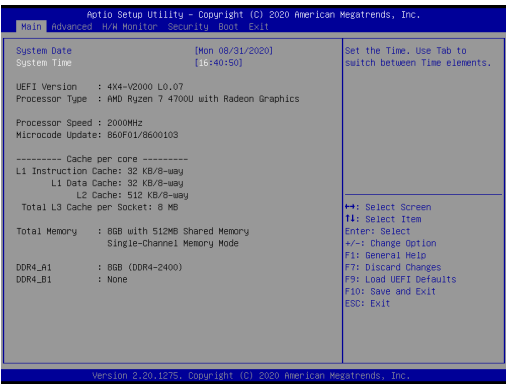 Aptio Setup Utility – Copyright (C) 2020 American Megatrends, Inc.
Main Advanced H/W Monitor Security Boot Exit
System Date [Mon 08/31/2020]
System Time [16:40:50]
UEFI Version : 4X4-V2000 L0.07
Processor Type : AMD Ryzen 7 4700U with Radeon Graphics
Processor Speed : 2000MHz
Microcode Update: 860F01/8600103
--------- Cache per core ---------
L1 Instruction Cache: 32 KB/8-way
L1 Data Cache: 32 KB/8-way
L2 Cache: 512 KB/8-way
Total L3 Cache per Socket: 8 MB
Total Memory : 8GB with 512MB Shared Memory
Single-Channel Memory Mode
DDR4_A1 : 8GB (DDR4-2400)
DDR4_B1 : None
Set the Time. Use Tab to
switch between Time elements.
↔: Select Screen
↑↓: Select Item
Enter: Select
+/-: Change Option
F1: General Help
F7: Discard Changes
F9: Load UEFI Defaults
F10: Save and Exit
ESC: Exit
Version 2.20.1275. Copyright (C) 2020 American Megatrends, Inc.